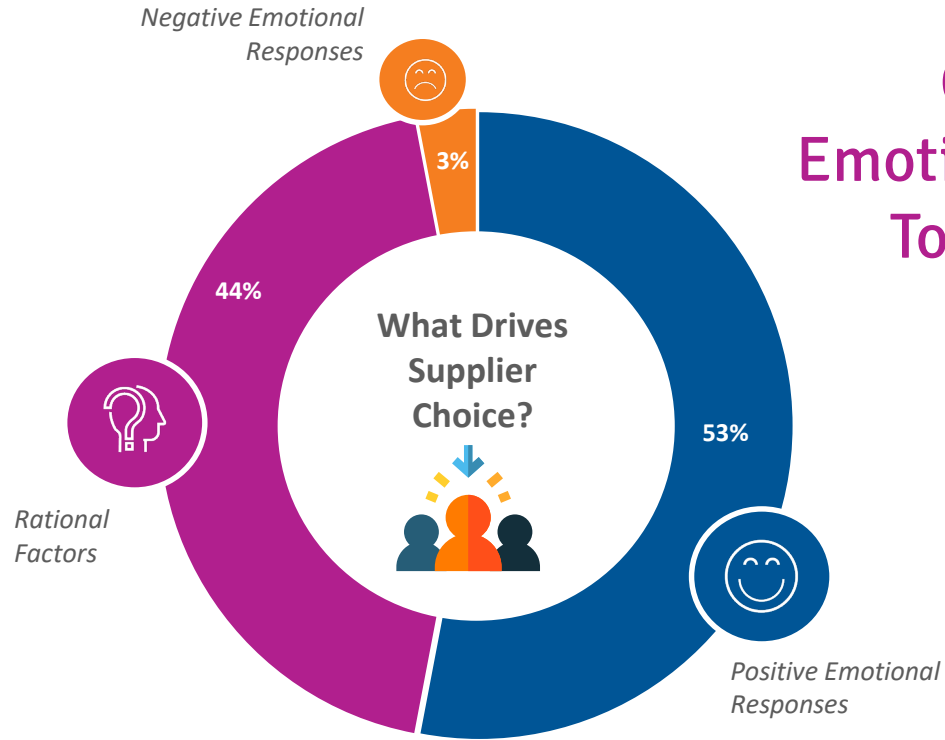 Negative Emotional
Responses
3%
44%
What Drives
Supplier
Choice?
53%
Rational
Factors
Positive Emotional
Responses